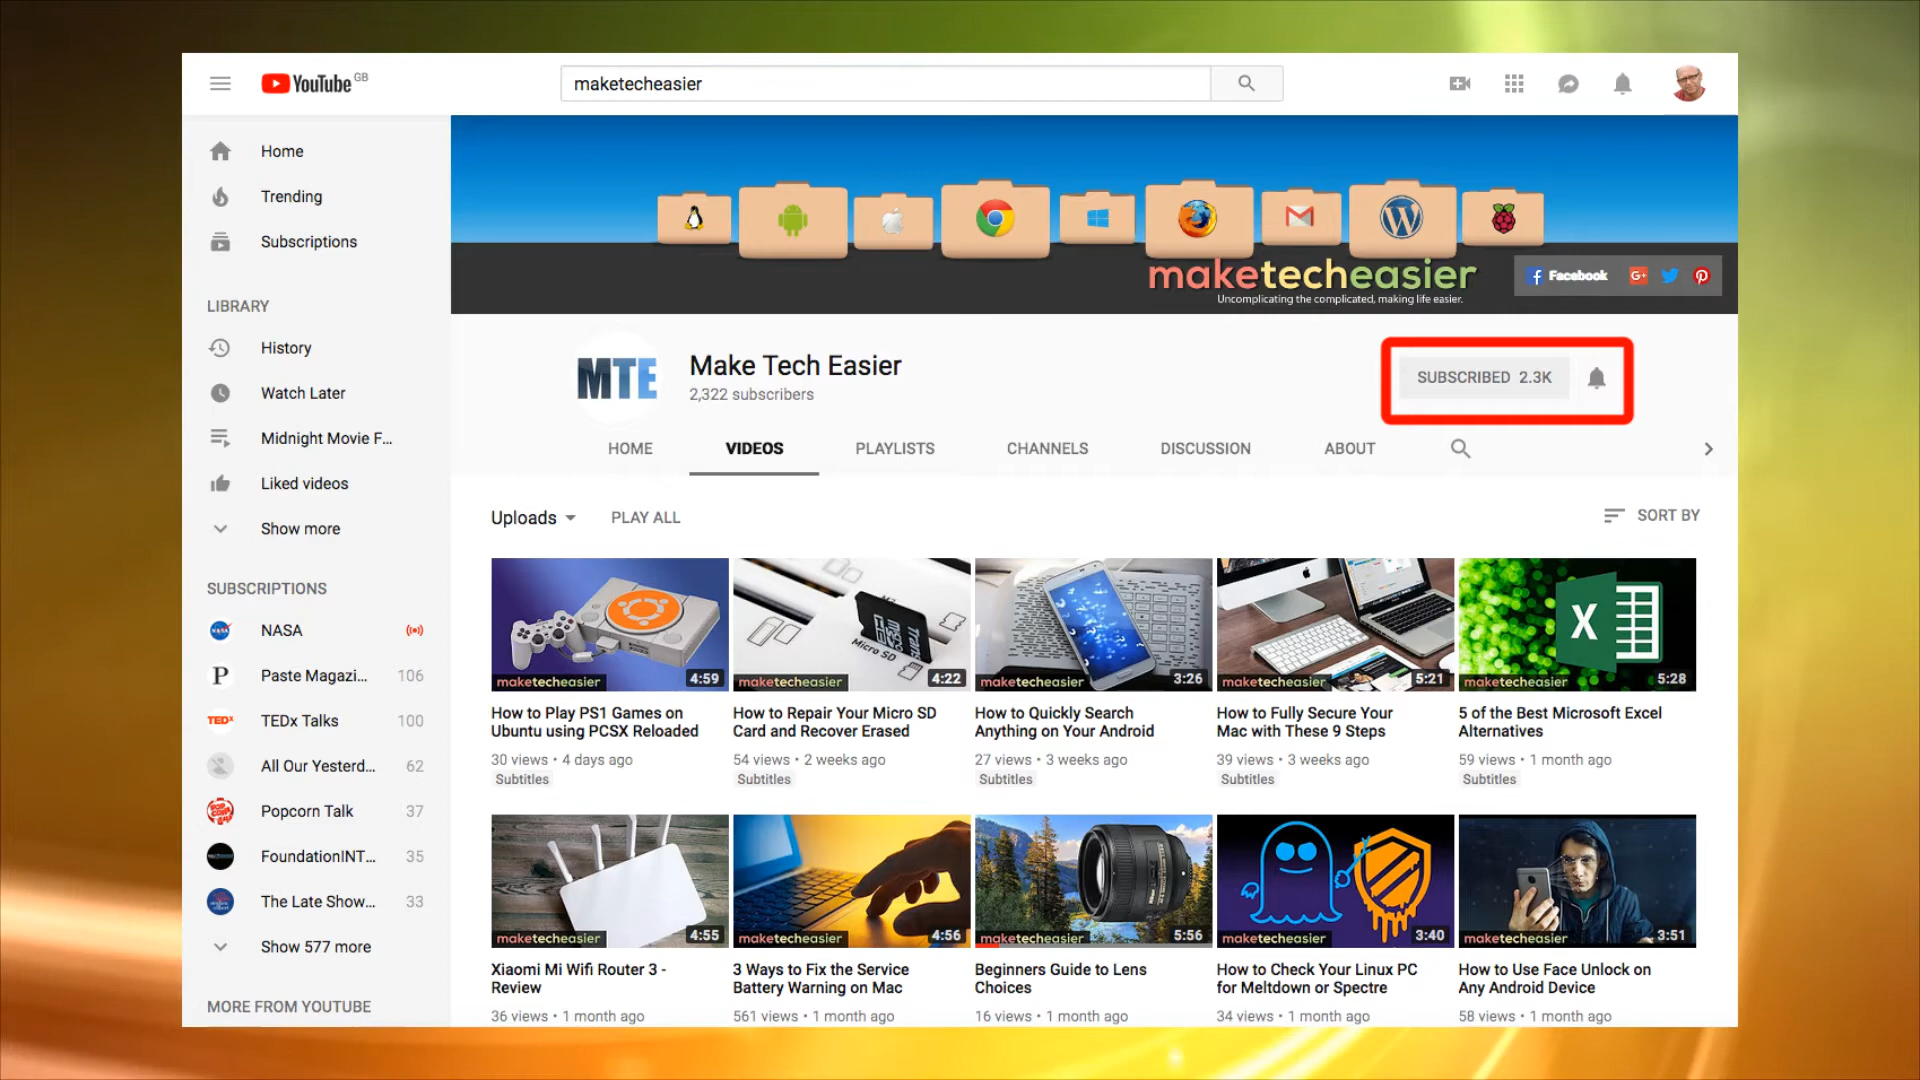 YouTube GB
maketecheasier
Home
Trending
Subscriptions
LIBRARY
History
Watch Later
Midnight Movie F...
Liked videos
Show more
SUBSCRIPTIONS
NASA
Paste Magazi... 106
TEDx Talks 100
All Our Yesterd... 62
Popcorn Talk 37
FoundationINT... 35
The Late Show... 33
Show 577 more
MORE FROM YOUTUBE
maketecheasier
Uncomplicating the complicated, making life easier.
Facebook
MTE
Make Tech Easier
2,322 subscribers
SUBSCRIBED 2.3K
HOME VIDEOS PLAYLISTS CHANNELS DISCUSSION ABOUT
Uploads PLAY ALL SORT BY
maketecheasier 4:59
How to Play PS1 Games on
Ubuntu using PCSX Reloaded
30 views • 4 days ago
Subtitles
Micro SD
maketecheasier 4:22
How to Repair Your Micro SD
Card and Recover Erased
54 views • 2 weeks ago
Subtitles
maketecheasier 3:26
How to Quickly Search
Anything on Your Android
27 views • 3 weeks ago
Subtitles
maketecheasier 5:21
How to Fully Secure Your
Mac with These 9 Steps
39 views • 3 weeks ago
Subtitles
X
maketecheasier 5:28
5 of the Best Microsoft Excel
Alternatives
59 views • 1 month ago
Subtitles
maketecheasier 4:55
Xiaomi Mi Wifi Router 3 -
Review
36 views • 1 month ago
maketecheasier 4:56
3 Ways to Fix the Service
Battery Warning on Mac
561 views • 1 month ago
maketecheasier 5:56
Beginners Guide to Lens
Choices
16 views • 1 month ago
maketecheasier 3:40
How to Check Your Linux PC
for Meltdown or Spectre
34 views • 1 month ago
maketecheasier 3:51
How to Use Face Unlock on
Any Android Device
58 views • 1 month ago